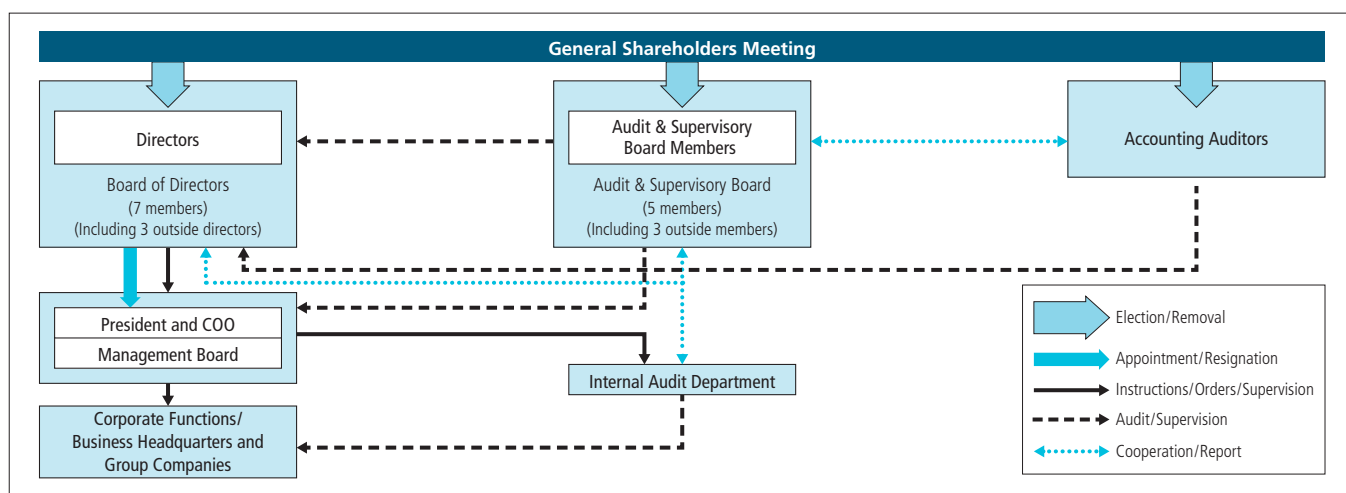 General Shareholders Meeting
Directors
Board of Directors
(7 members)
(Including 3 outside directors)
Audit & Supervisory
Board Members
Audit & Supervisory Board
(5 members)
(Including 3 outside members)
Accounting Auditors
President and COO
Management Board
Internal Audit Department
Corporate Functions/
Business Headquarters and
Group Companies
Election/Removal
Appointment/Resignation
Instructions/Orders/Supervision
Audit/Supervision
Cooperation/Report